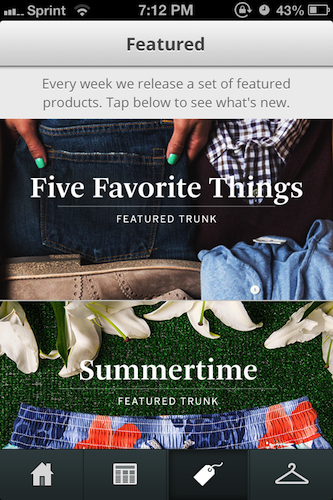 Sprint 7:12 PM 43%
Featured
Every week we release a set of featured
products. Tap below to see what's new.
Five Favorite Things
FEATURED TRUNK
Summertime
FEATURED TRUNK